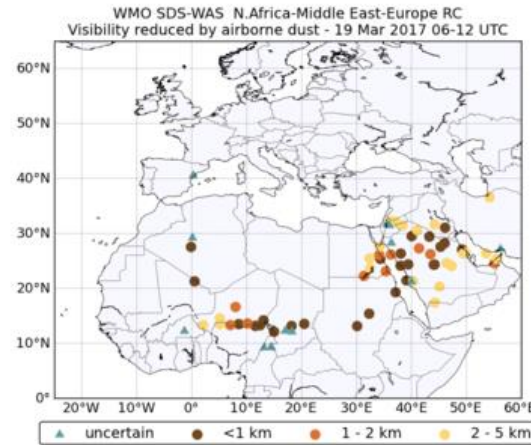 WMO SDS-WAS N.Africa-Middle East-Europe RC
Visibility reduced by airborne dust - 19 Mar 2017 06-12 UTC
60°N
50°N
40°N
30°N
20°N
10°N
0°
20°W 10°W 0° 10°E 20°E 30°E 40°E 50°E 60°E
uncertain <1 km 1 - 2 km 2 - 5 km